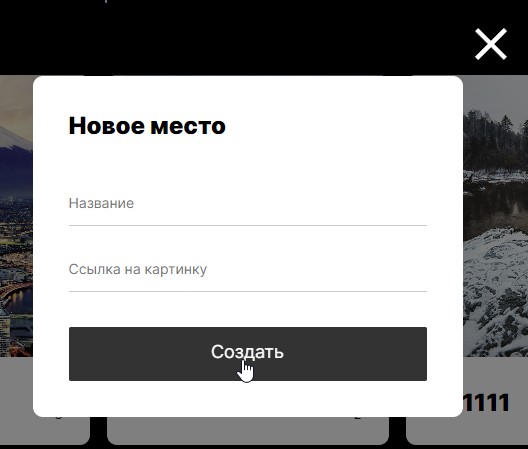 Новое место
Название
Ссылка на картинку
Создать
1111